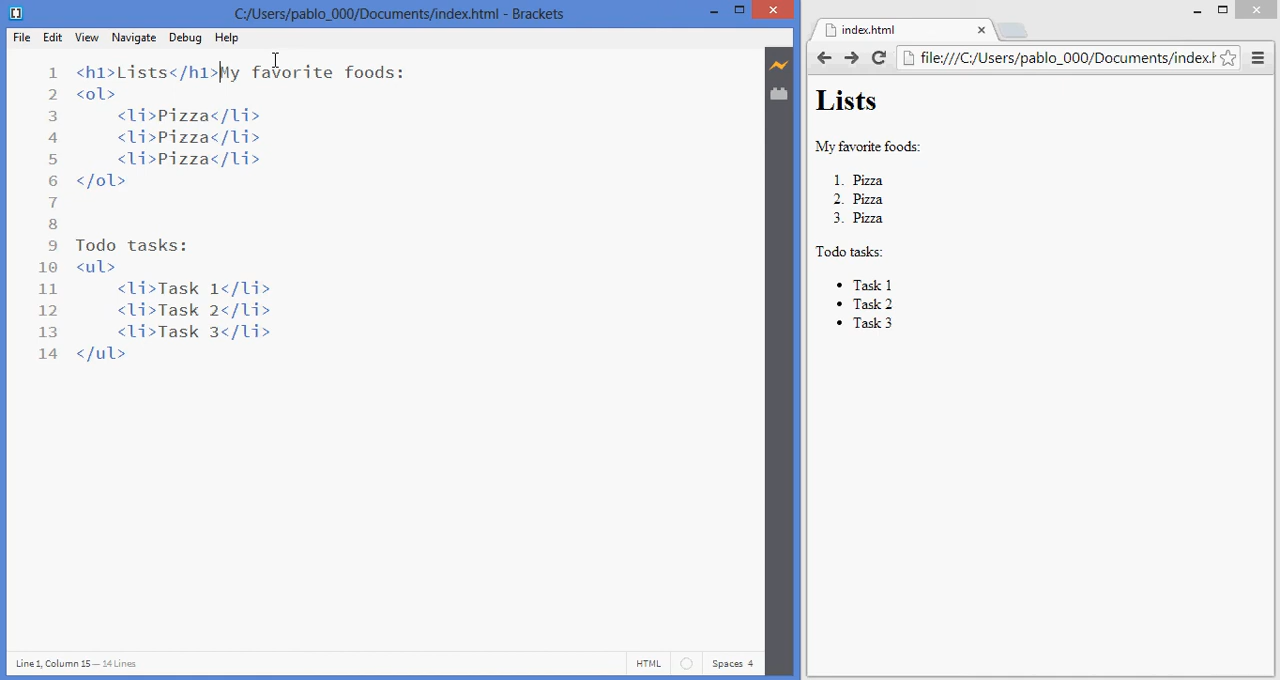 C:/Users/pablo_000/Documents/index.html - Brackets
File Edit View Navigate Debug Help
1 <h1>Lists</h1>My favorite foods:
2 <ol>
3 <li>Pizza</li>
4 <li>Pizza</li>
5 <li>Pizza</li>
6 </ol>
7
8
9 Todo tasks:
10 <ul>
11 <li>Task 1</li>
12 <li>Task 2</li>
13 <li>Task 3</li>
14 </ul>
Line 1, Column 15 — 14 Lines
HTML
Spaces 4
index.html
file:///C:/Users/pablo_000/Documents/index.h
Lists
My favorite foods:
1. Pizza
2. Pizza
3. Pizza
Todo tasks:
• Task 1
• Task 2
• Task 3